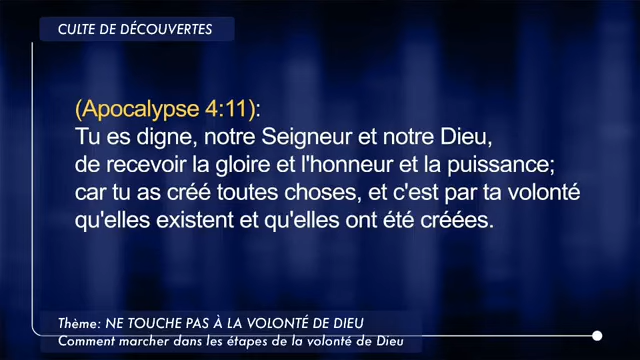 CULTE DE DÉCOUVERTES
(Apocalypse 4:11):
Tu es digne, notre Seigneur et notre Dieu,
de recevoir la gloire et l'honneur et la puissance;
car tu as créé toutes choses, et c'est par ta volonté
qu'elles existent et qu'elles ont été créées.
Thème: NE TOUCHE PAS À LA VOLONTÉ DE DIEU
Comment marcher dans les étapes de la volonté de Dieu